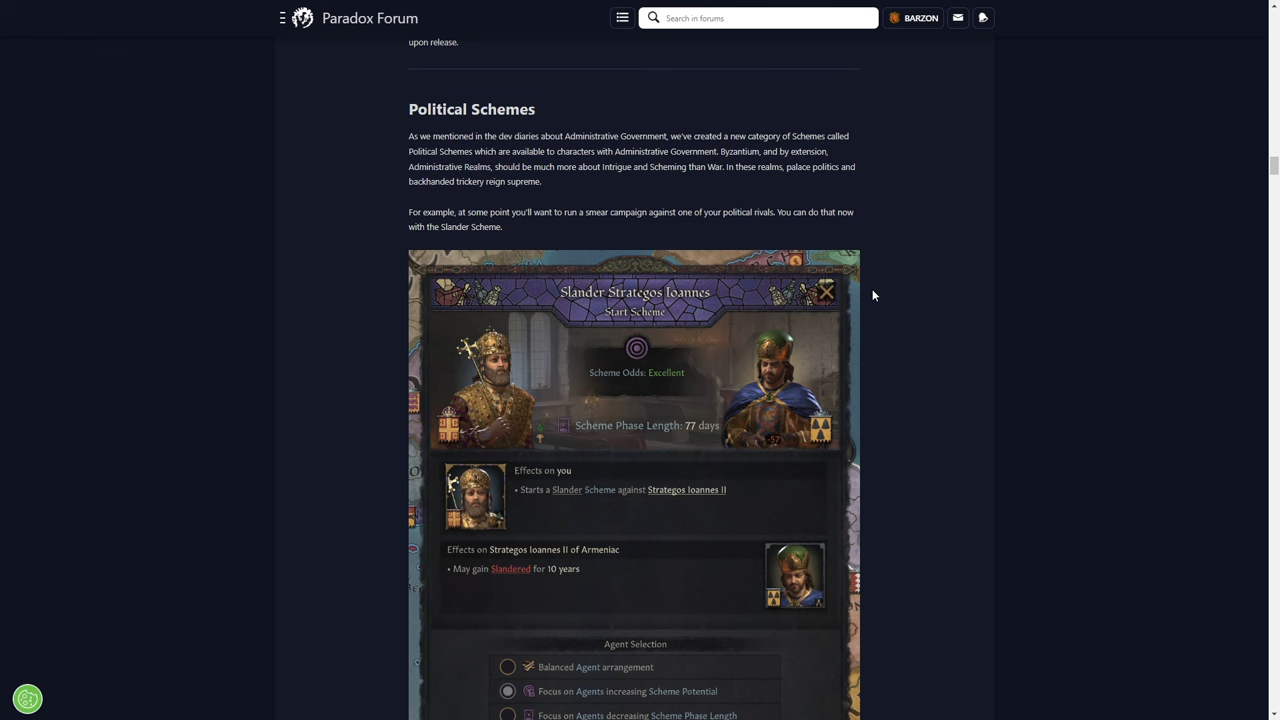 Paradox Forum
Search in forums
BARZON
upon release.
Political Schemes
As we mentioned in the dev diaries about Administrative Government, we've created a new category of Schemes called
Political Schemes which are available to characters with Administrative Government. Byzantium, and by extension,
Administrative Realms, should be much more about Intrigue and Scheming than War. In these realms, palace politics and
backhanded trickery reign supreme.
For example, at some point you'll want to run a smear campaign against one of your political rivals. You can do that now
with the Slander Scheme.
Slander Strategos Ioannes
Start Scheme
Scheme Odds: Excellent
Scheme Phase Length: 77 days
-57
Effects on you
• Starts a Slander Scheme against Strategos Ioannes II
Effects on Strategos Ioannes II of Armeniac
• May gain Slandered for 10 years
Agent Selection
Balanced Agent arrangement
Focus on Agents increasing Scheme Potential
Focus on Agents decreasing Scheme Phase Length